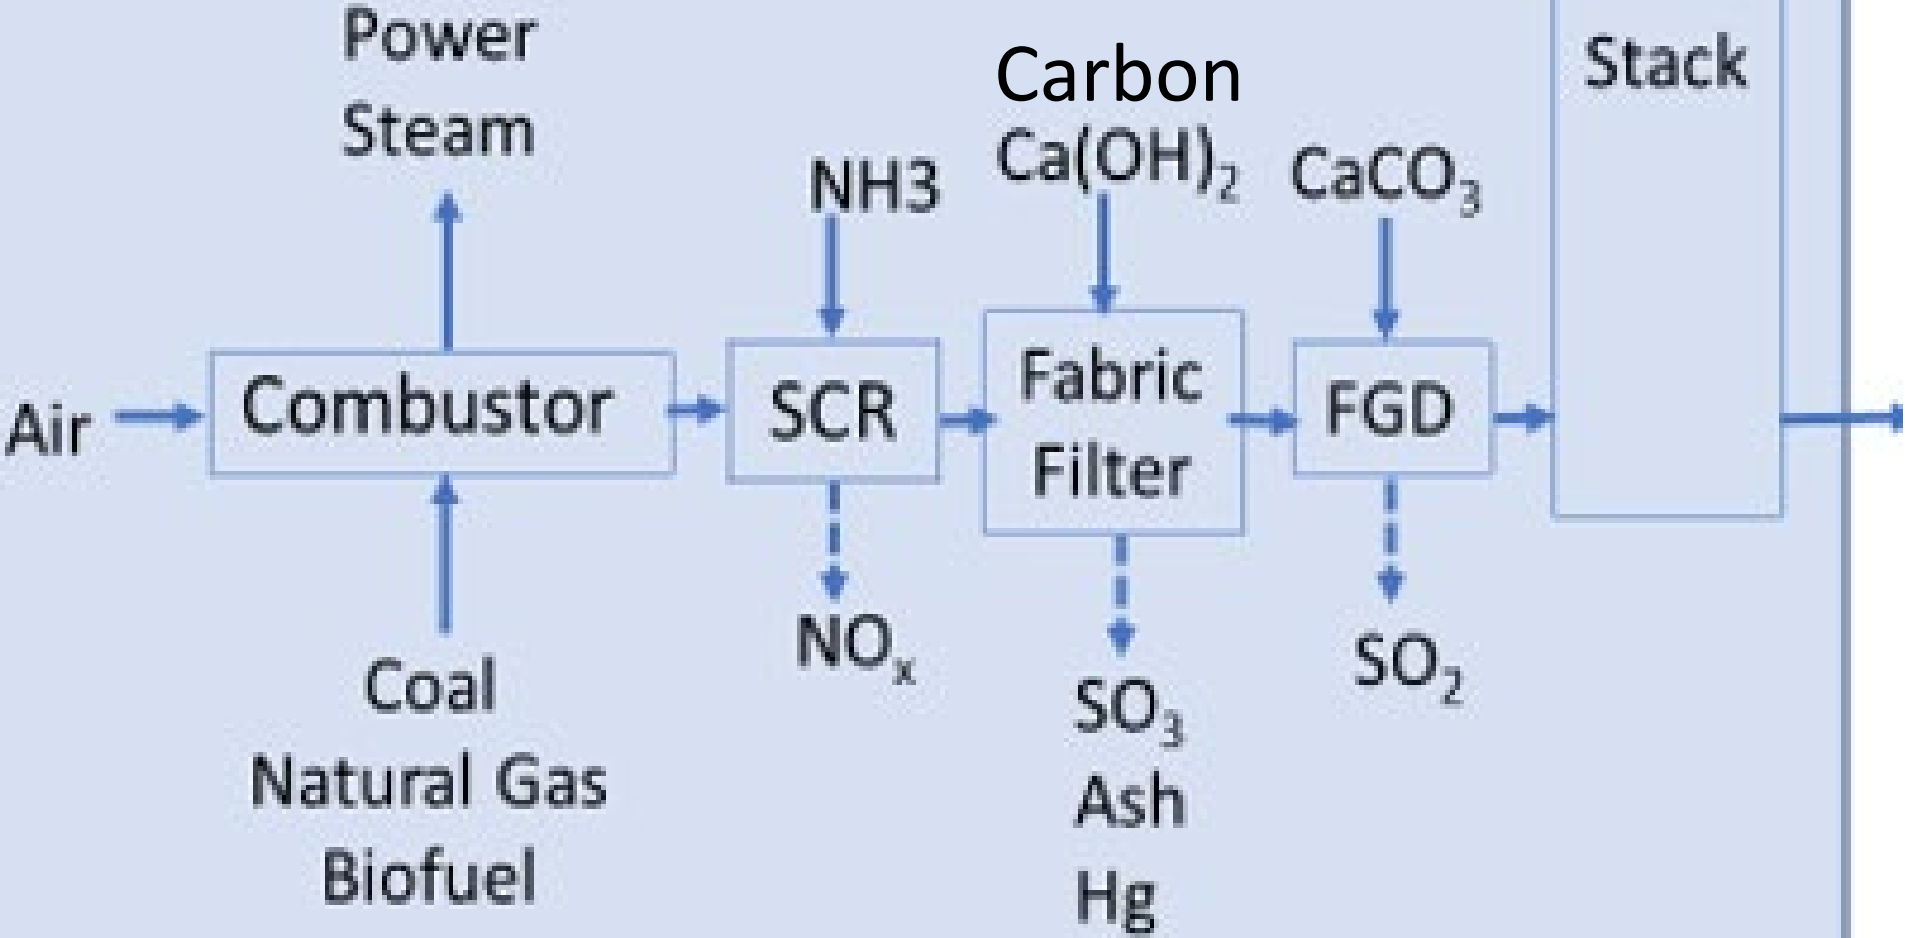 Power
Steam
Carbon
Ca(OH)₂
Stack
NH3
CaCO₃
Air
Combustor
SCR
Fabric
Filter
FGD
Coal
Natural Gas
Biofuel
NOₓ
SO₃
Ash
Hg
SO₂